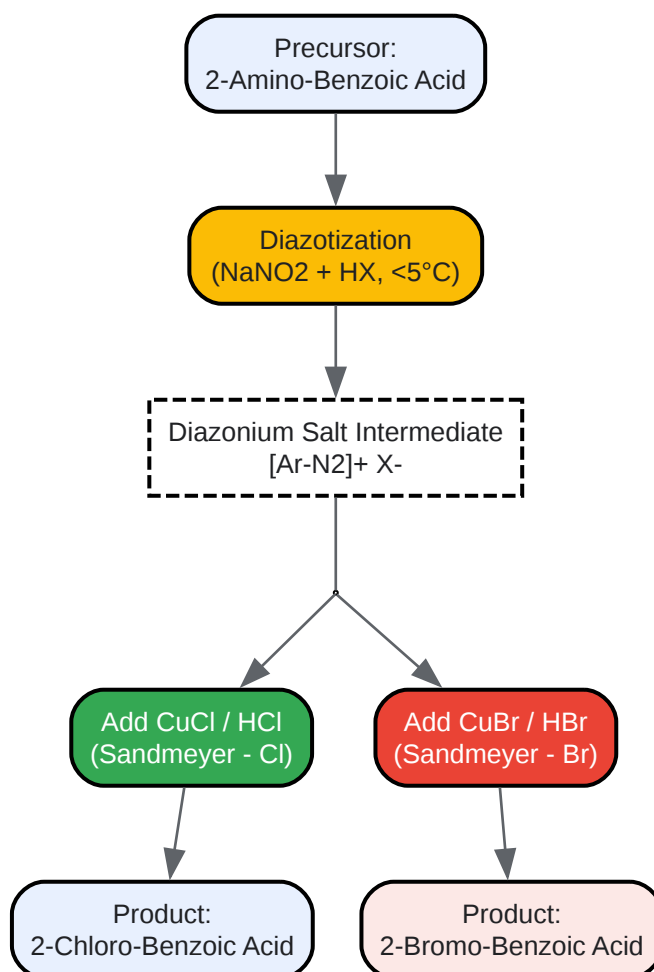 Precursor:
2-Amino-Benzoic Acid
Diazotization
(NaNO2 + HX, <5°C)
Diazonium Salt Intermediate
[Ar-N2]+ X-
Add CuCl / HCl
(Sandmeyer - Cl)
Add CuBr / HBr
(Sandmeyer - Br)
Product:
2-Chloro-Benzoic Acid
Product:
2-Bromo-Benzoic Acid